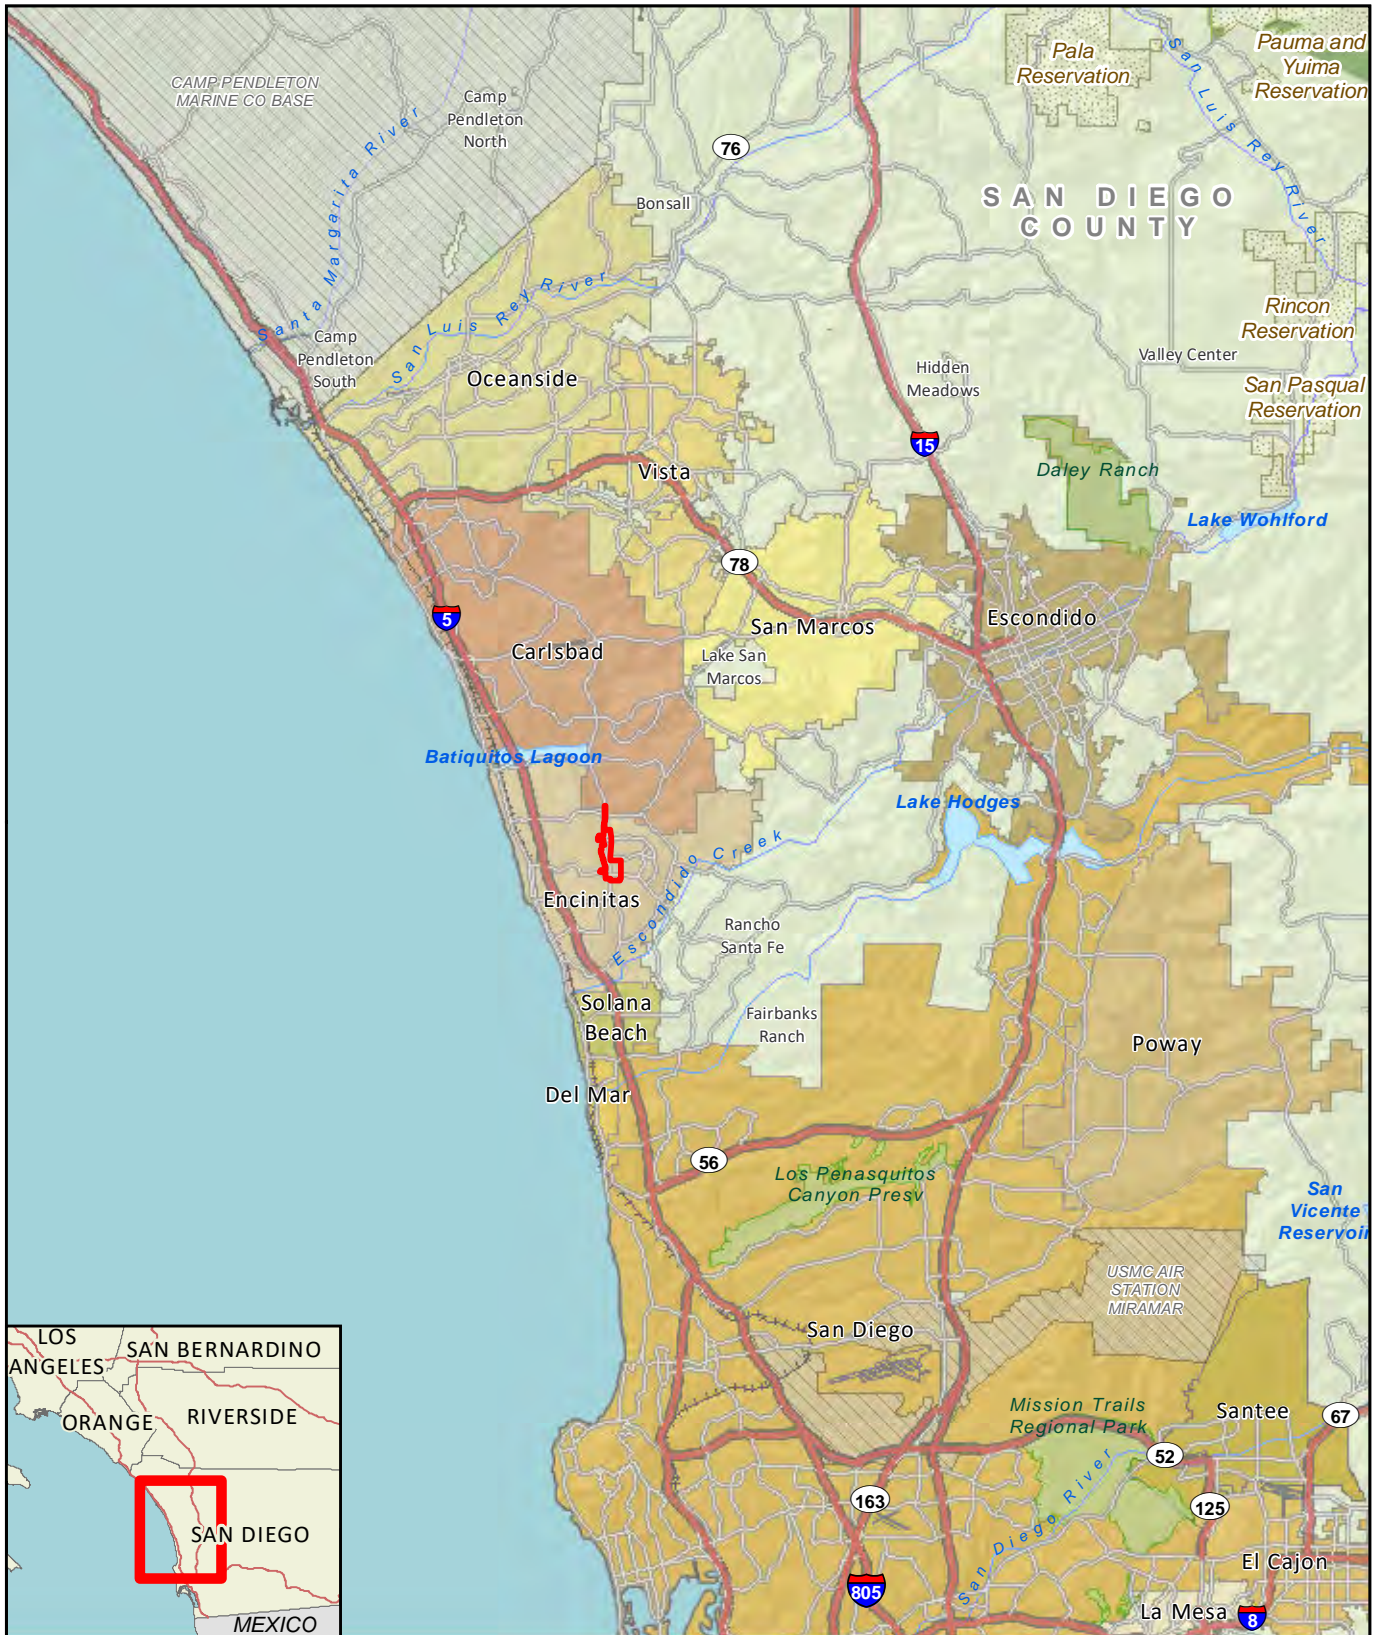 CAMP PENDLETON
MARINE CO BASE
Camp
Pendleton
North
Santa Margarita River
76
Pala
Reservation
Pauma and
Yuima
Reservation
San Luis Rey River
SAN DIEGO
COUNTY
Bonsall
San Luis Rey River
Camp
Pendleton
South
Oceanside
Rincon
Reservation
Valley Center
San Pasqual
Reservation
Hidden
Meadows
15
Daley Ranch
Vista
Lake Wohlford
78
5
San Marcos
Escondido
Carlsbad
Lake San
Marcos
Batiquitos Lagoon
Lake Hodges
Escondido Creek
Encinitas
Rancho
Santa Fe
Solana
Beach
Fairbanks
Ranch
Poway
Del Mar
56
Los Penasquitos
Canyon Presv
San
Vicente
Reservoir
USMC AIR
STATION
MIRAMAR
San Diego
Mission Trails
Regional Park
Santee
67
52
163
125
San Diego River
El Cajon
805
La Mesa
8
LOS
ANGELES
SAN BERNARDINO
ORANGE
RIVERSIDE
SAN DIEGO
MEXICO